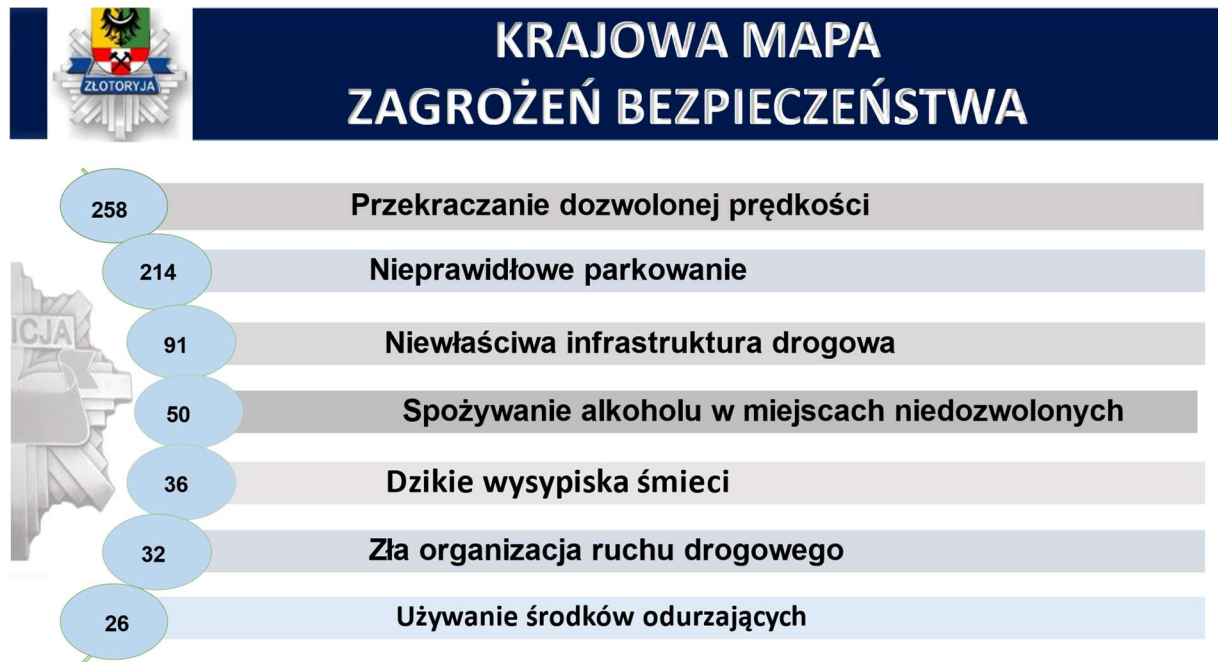 ZŁOTORYJA
KRAJOWA MAPA
ZAGROŻEŃ BEZPIECZEŃSTWA
258 Przekraczanie dozwolonej prędkości
214 Nieprawidłowe parkowanie
ICJA
91 Niewłaściwa infrastruktura drogowa
50 Spożywanie alkoholu w miejscach niedozwolonych
36 Dzikie wysypiska śmieci
32 Zła organizacja ruchu drogowego
26 Używanie środków odurzających